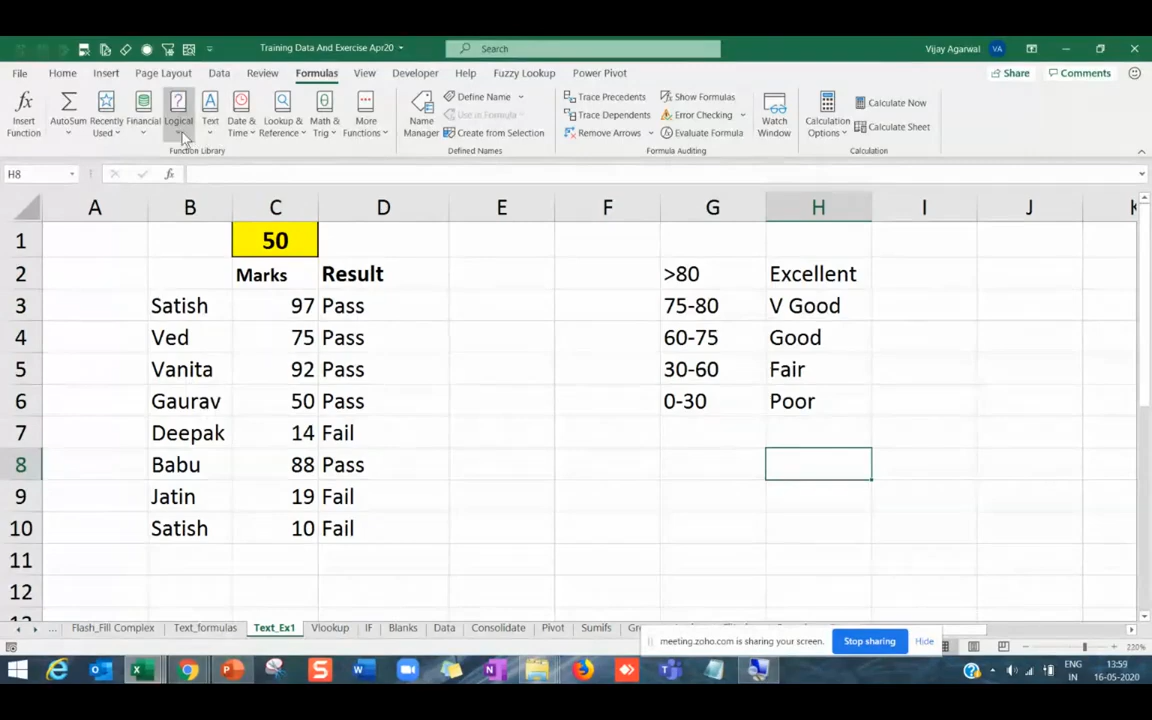 Training Data And Exercise Apr20
Search
Vijay Agarwal
VA
File Home Insert Page Layout Data Review Formulas View Developer Help Fuzzy Lookup Power Pivot
Share Comments
Insert Function
AutoSum
Recently Used
Financial
Logical
Text
Date & Time
Lookup & Reference
Math & Trig
More Functions
Function Library
Name Manager
Define Name
Use in Formula
Create from Selection
Defined Names
Trace Precedents
Trace Dependents
Remove Arrows
Show Formulas
Error Checking
Evaluate Formula
Formula Auditing
Watch Window
Calculation Options
Calculate Now
Calculate Sheet
Calculation
H8
fx
A B C D E F G H I J K
1 50
2 Marks Result >80 Excellent
3 Satish 97 Pass 75-80 V Good
4 Ved 75 Pass 60-75 Good
5 Vanita 92 Pass 30-60 Fair
6 Gaurav 50 Pass 0-30 Poor
7 Deepak 14 Fail
8 Babu 88 Pass
9 Jatin 19 Fail
10 Satish 10 Fail
11
12
... Flash_Fill Complex Text_formulas Text_Ex1 Vlookup IF Blanks Data Consolidate Pivot Sumifs
meeting.zoho.com is sharing your screen. Stop sharing Hide
220%
ENG
IN
13:59
16-05-2020